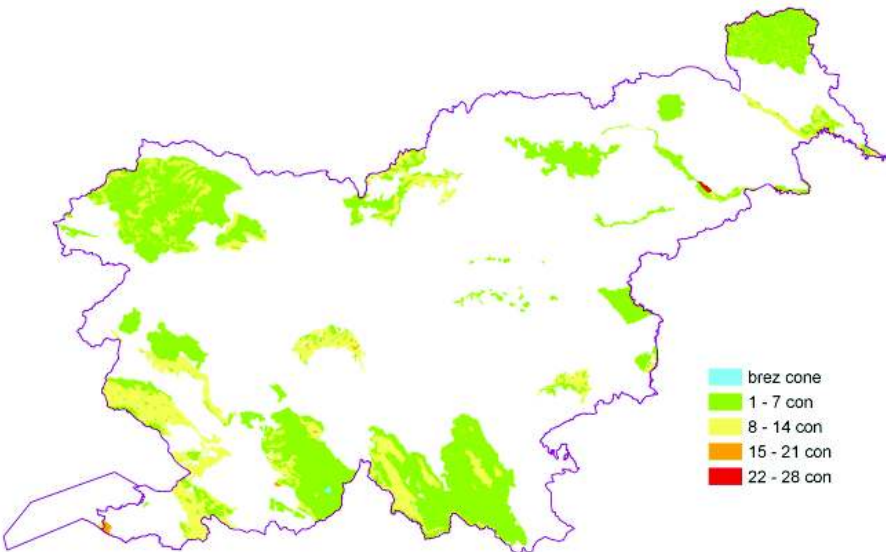 brez cone
1 - 7 con
8 - 14 con
15 - 21 con
22 - 28 con